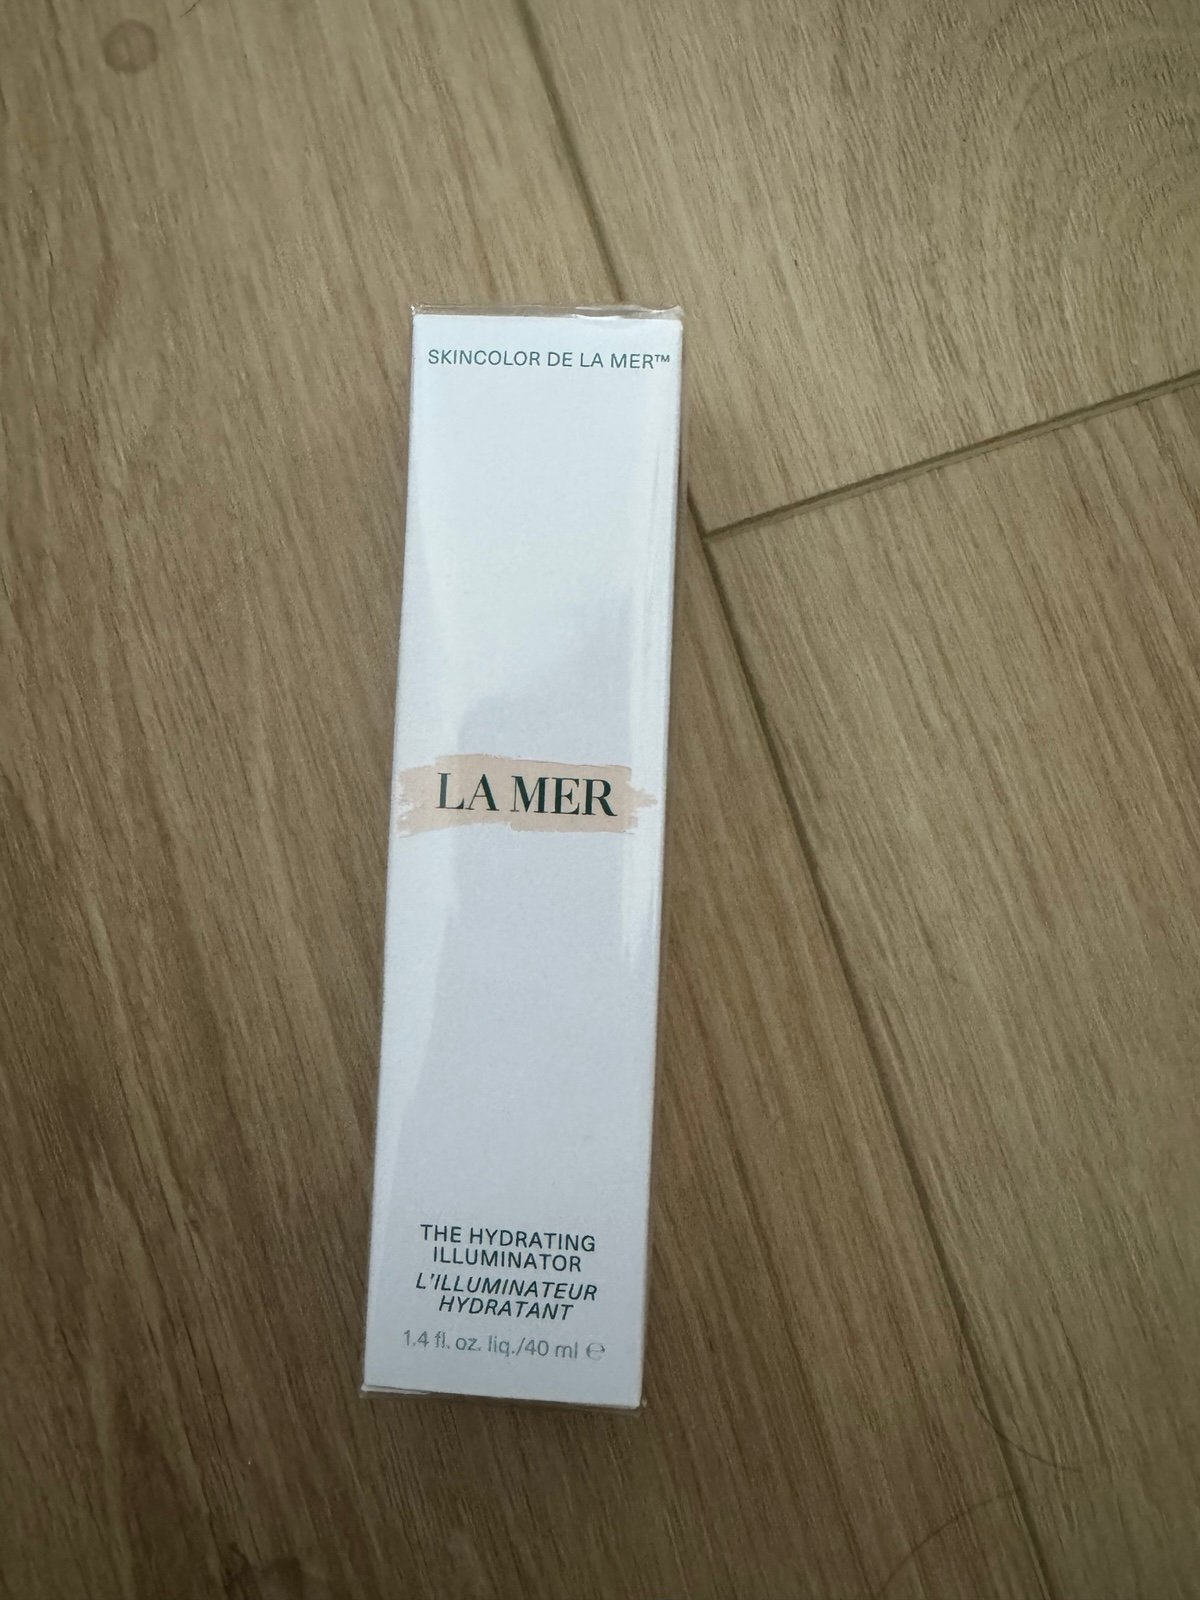 SKINCOLOR DE LA MER™
LA MER
THE HYDRATING
ILLUMINATOR
L'ILLUMINATEUR
HYDRATANT
1.4 fl. oz. liq./40 ml ℮